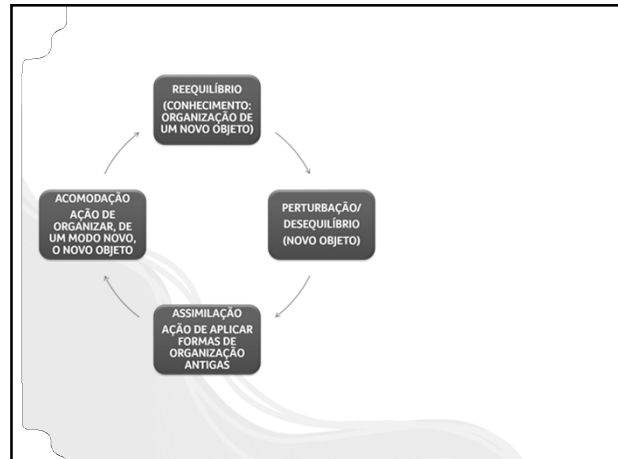 REEQUILÍBRIO
(CONHECIMENTO:
ORGANIZAÇÃO DE
UM NOVO OBJETO)
PERTURBAÇÃO/
DESEQUILÍBRIO
(NOVO OBJETO)
ASSIMILAÇÃO
AÇÃO DE APLICAR
FORMAS DE
ORGANIZAÇÃO
ANTIGAS
ACOMODAÇÃO
AÇÃO DE
ORGANIZAR, DE
UM MODO NOVO,
O NOVO OBJETO